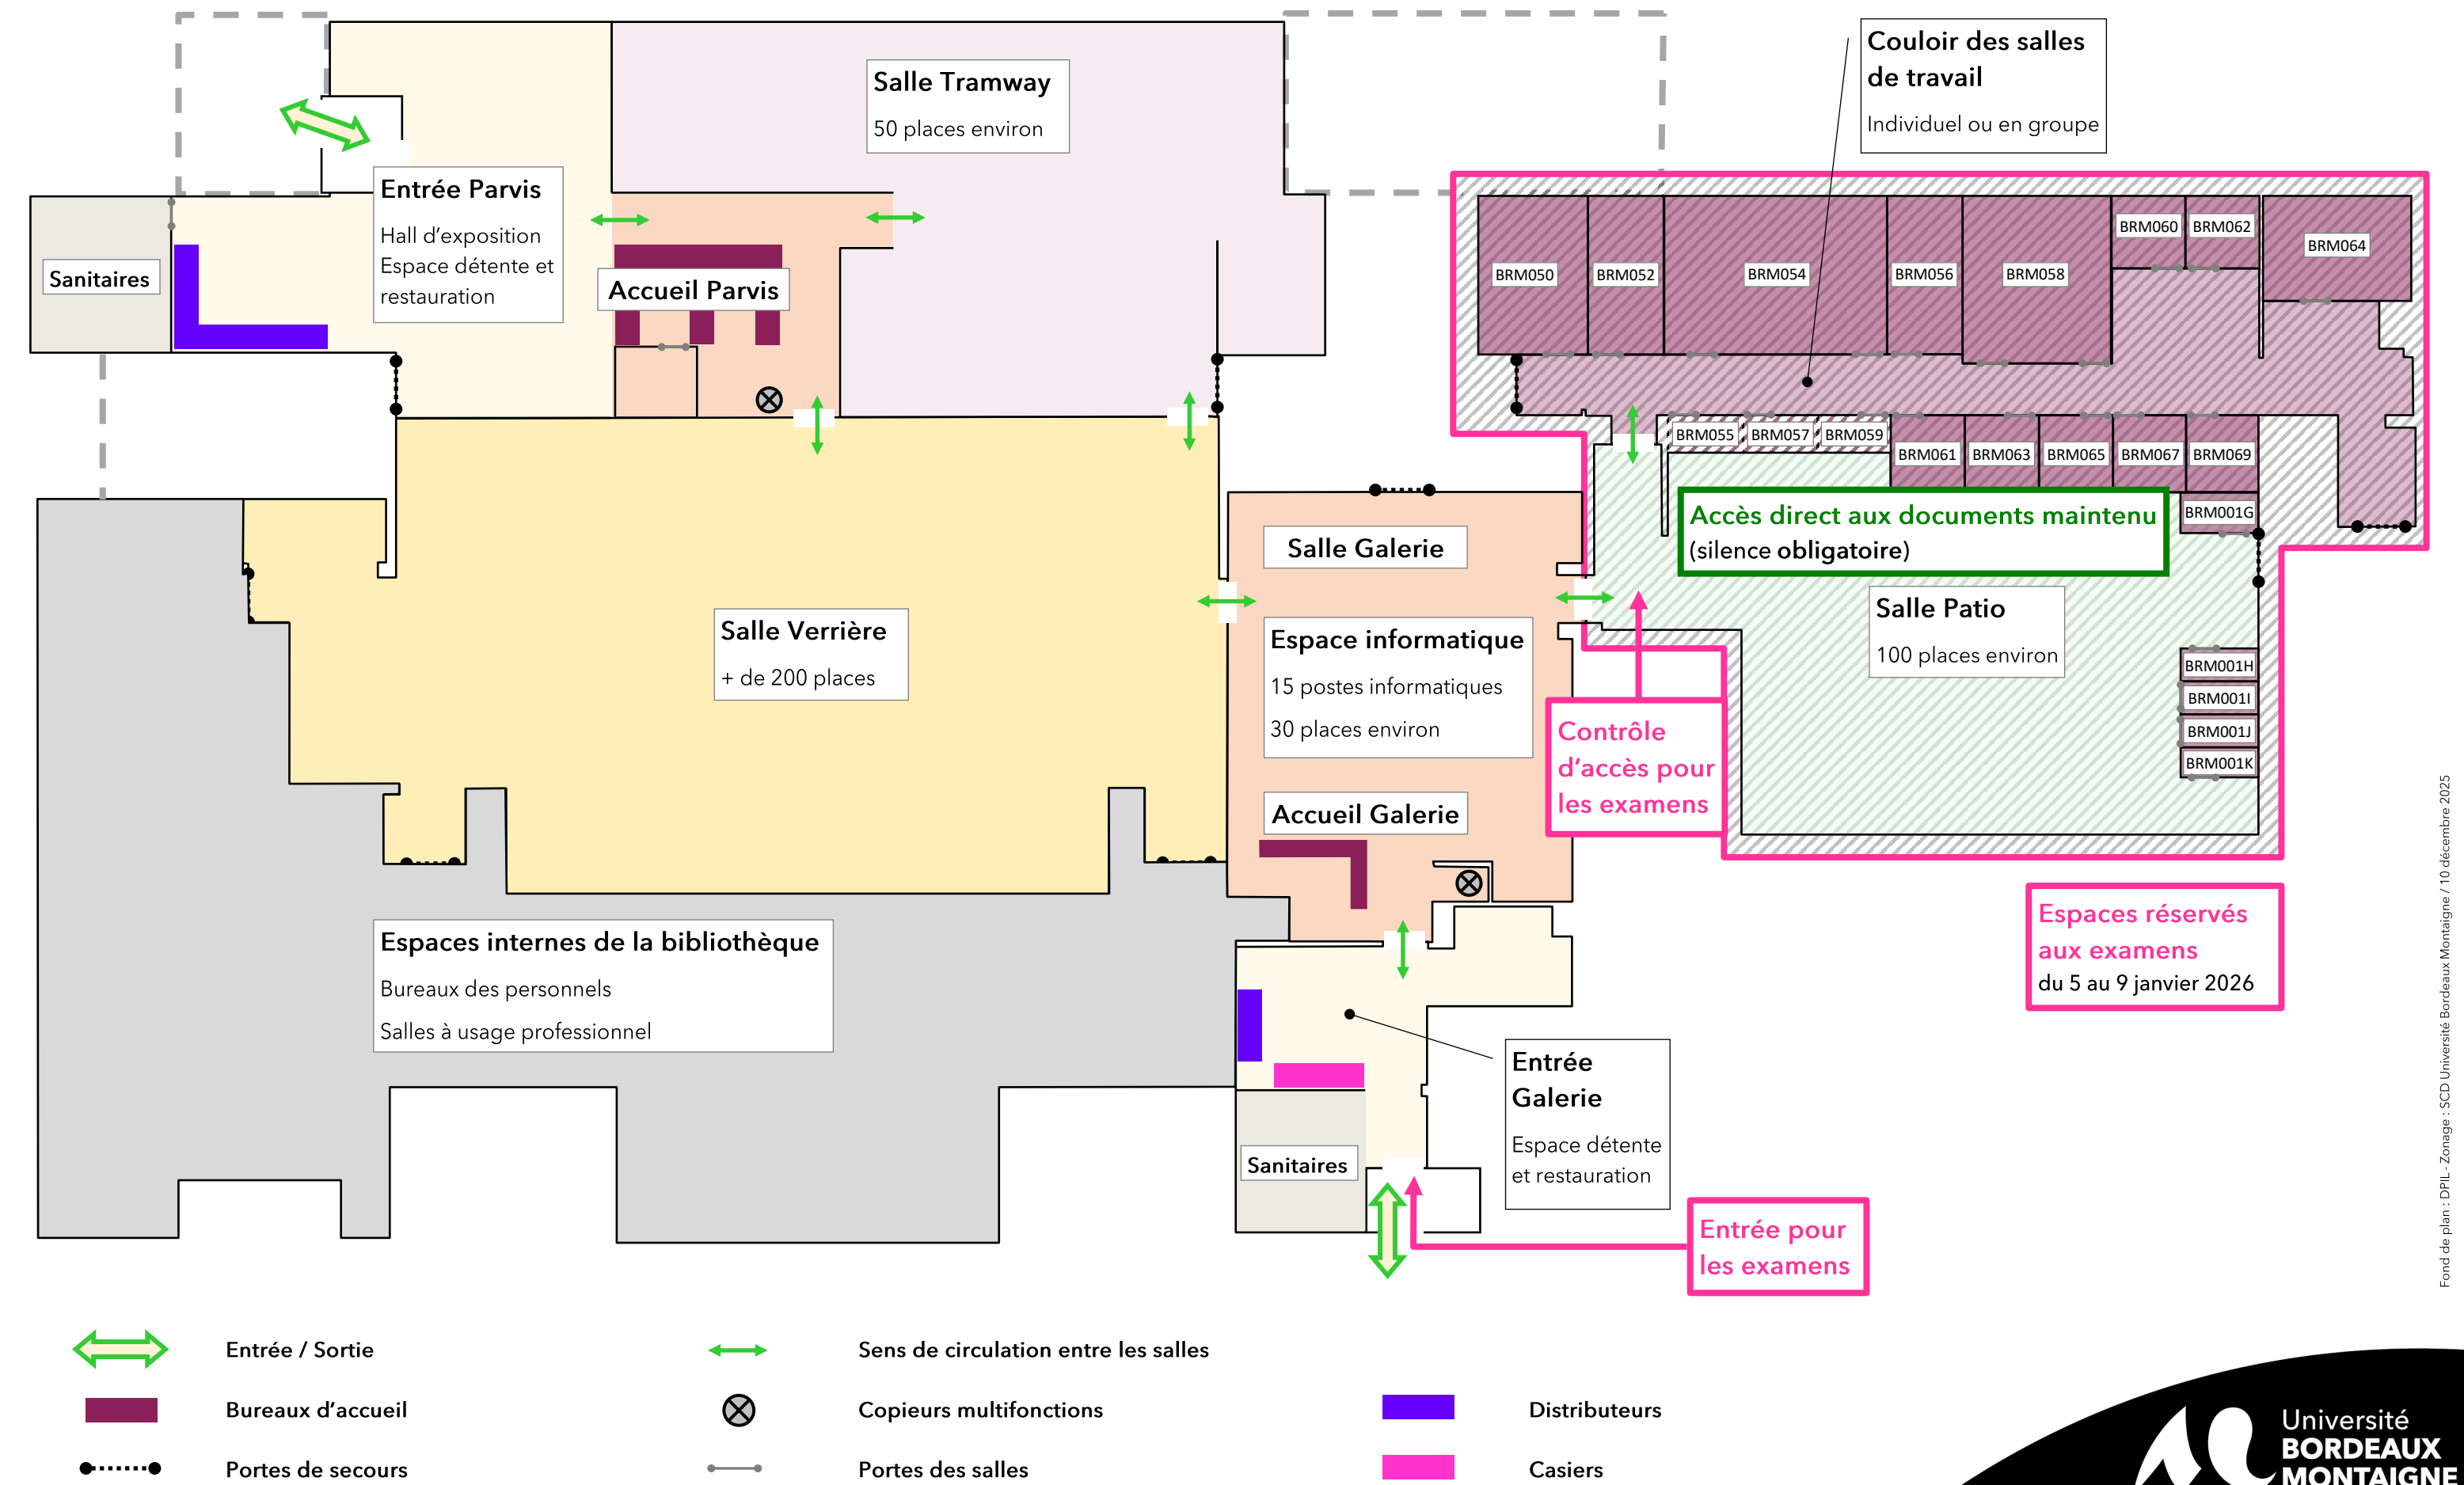 Couloir des salles
de travail
Individuel ou en groupe
Salle Tramway
50 places environ
Entrée Parvis
Hall d’exposition
Espace détente et
restauration
Sanitaires
Accueil Parvis
BRM050
BRM052
BRM054
BRM056
BRM058
BRM060
BRM062
BRM064
BRM055
BRM057
BRM059
BRM061
BRM063
BRM065
BRM067
BRM069
BRM001G
Accès direct aux documents maintenu
(silence obligatoire)
Salle Galerie
Salle Patio
100 places environ
BRM001H
BRM001I
BRM001J
BRM001K
Salle Verrière
+ de 200 places
Espace informatique
15 postes informatiques
30 places environ
Contrôle
d’accès pour
les examens
Accueil Galerie
Espaces réservés
aux examens
du 5 au 9 janvier 2026
Espaces internes de la bibliothèque
Bureaux des personnels
Salles à usage professionnel
Entrée
Galerie
Espace détente
et restauration
Sanitaires
Entrée pour
les examens
Fond de plan : DPIL - Zonage : SCD Université Bordeaux Montaigne / 10 décembre 2025
Entrée / Sortie
Sens de circulation entre les salles
Bureaux d’accueil
Copieurs multifonctions
Distributeurs
Portes de secours
Portes des salles
Casiers
Université
BORDEAUX
MONTAIGNE